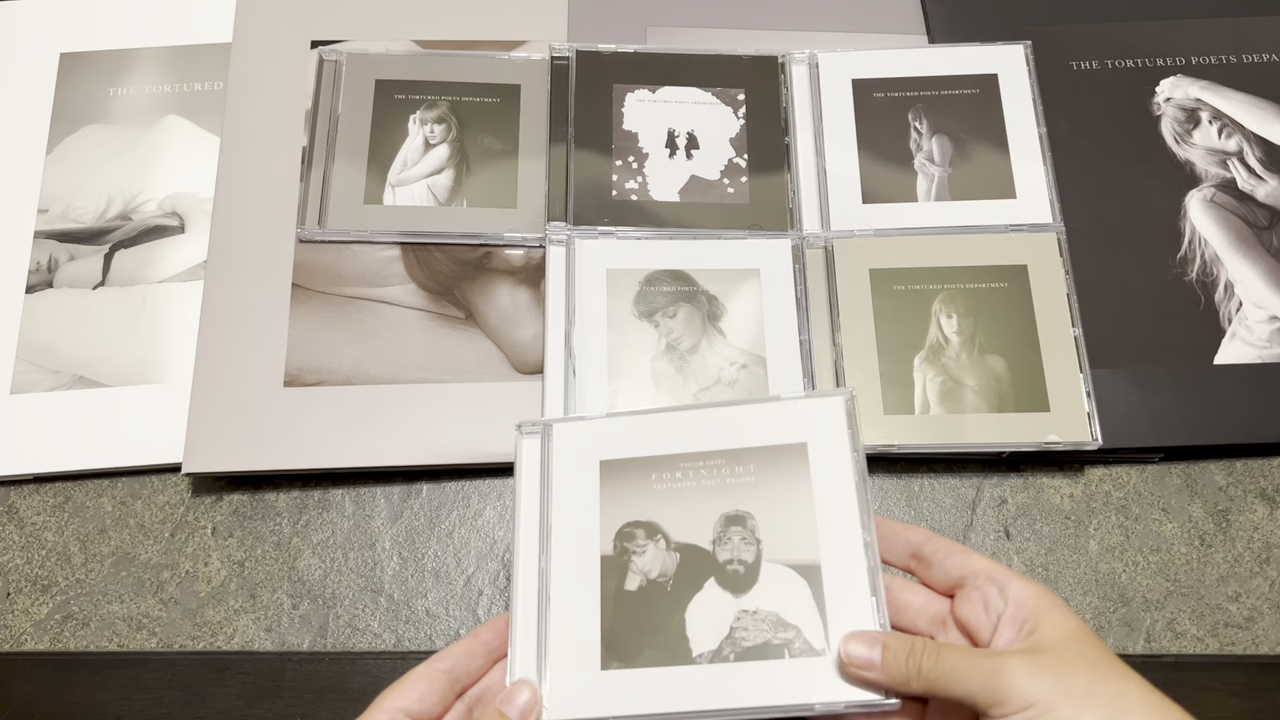 THE TORTURED
THE TORTURED POETS DEPARTMENT
THE TORTURED POETS DEPARTMENT
THE TORTURED POETS DEPARTMENT
THE TORTURED POETS DEPA
THE TORTURED POETS
THE TORTURED POETS DEPARTMENT
TAYLOR SWIFT
FORTNIGHT
FEATURING POST MALONE